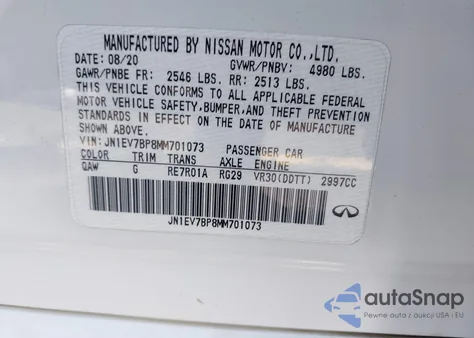 MANUFACTURED BY NISSAN MOTOR CO.,LTD.
DATE: 08/20 GVWR/PNBV: 4980 LBS.
GAWR/PNBE FR: 2546 LBS. RR: 2513 LBS.
THIS VEHICLE CONFORMS TO ALL APPLICABLE FEDERAL
MOTOR VEHICLE SAFETY,BUMPER,AND THEFT PREVENTION
STANDARDS IN EFFECT ON THE DATE OF MANUFACTURE
SHOWN ABOVE.
VIN: JN1EV7BP8MM701073 PASSENGER CAR
COLOR TRIM TRANS AXLE ENGINE
QAW G RE7R01A RG29 VR30(DDTT) 2997CC
JN1EV7BP8MM701073
autoSnap
Pewne auta z aukcji USA i EU